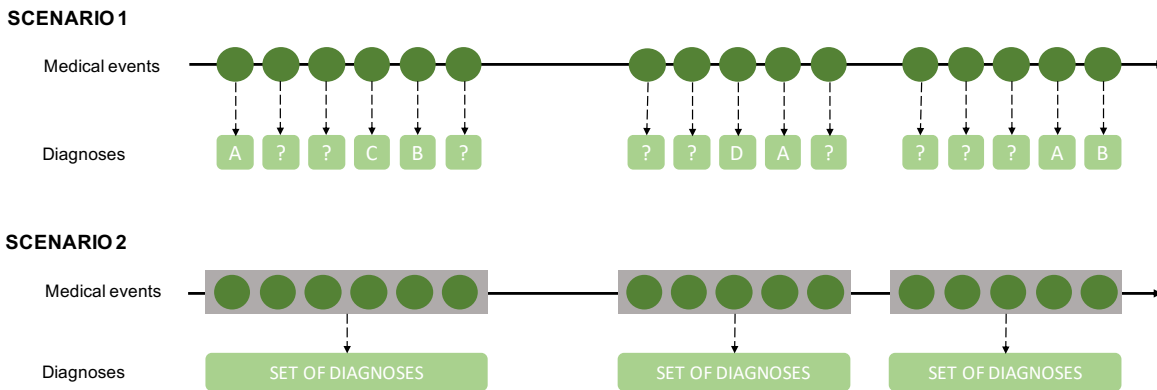 SCENARIO 1
Medical events
Diagnoses
A ? ? C B ? ? ? D A ? ? ? ? A B
SCENARIO 2
Medical events
Diagnoses
SET OF DIAGNOSES SET OF DIAGNOSES SET OF DIAGNOSES